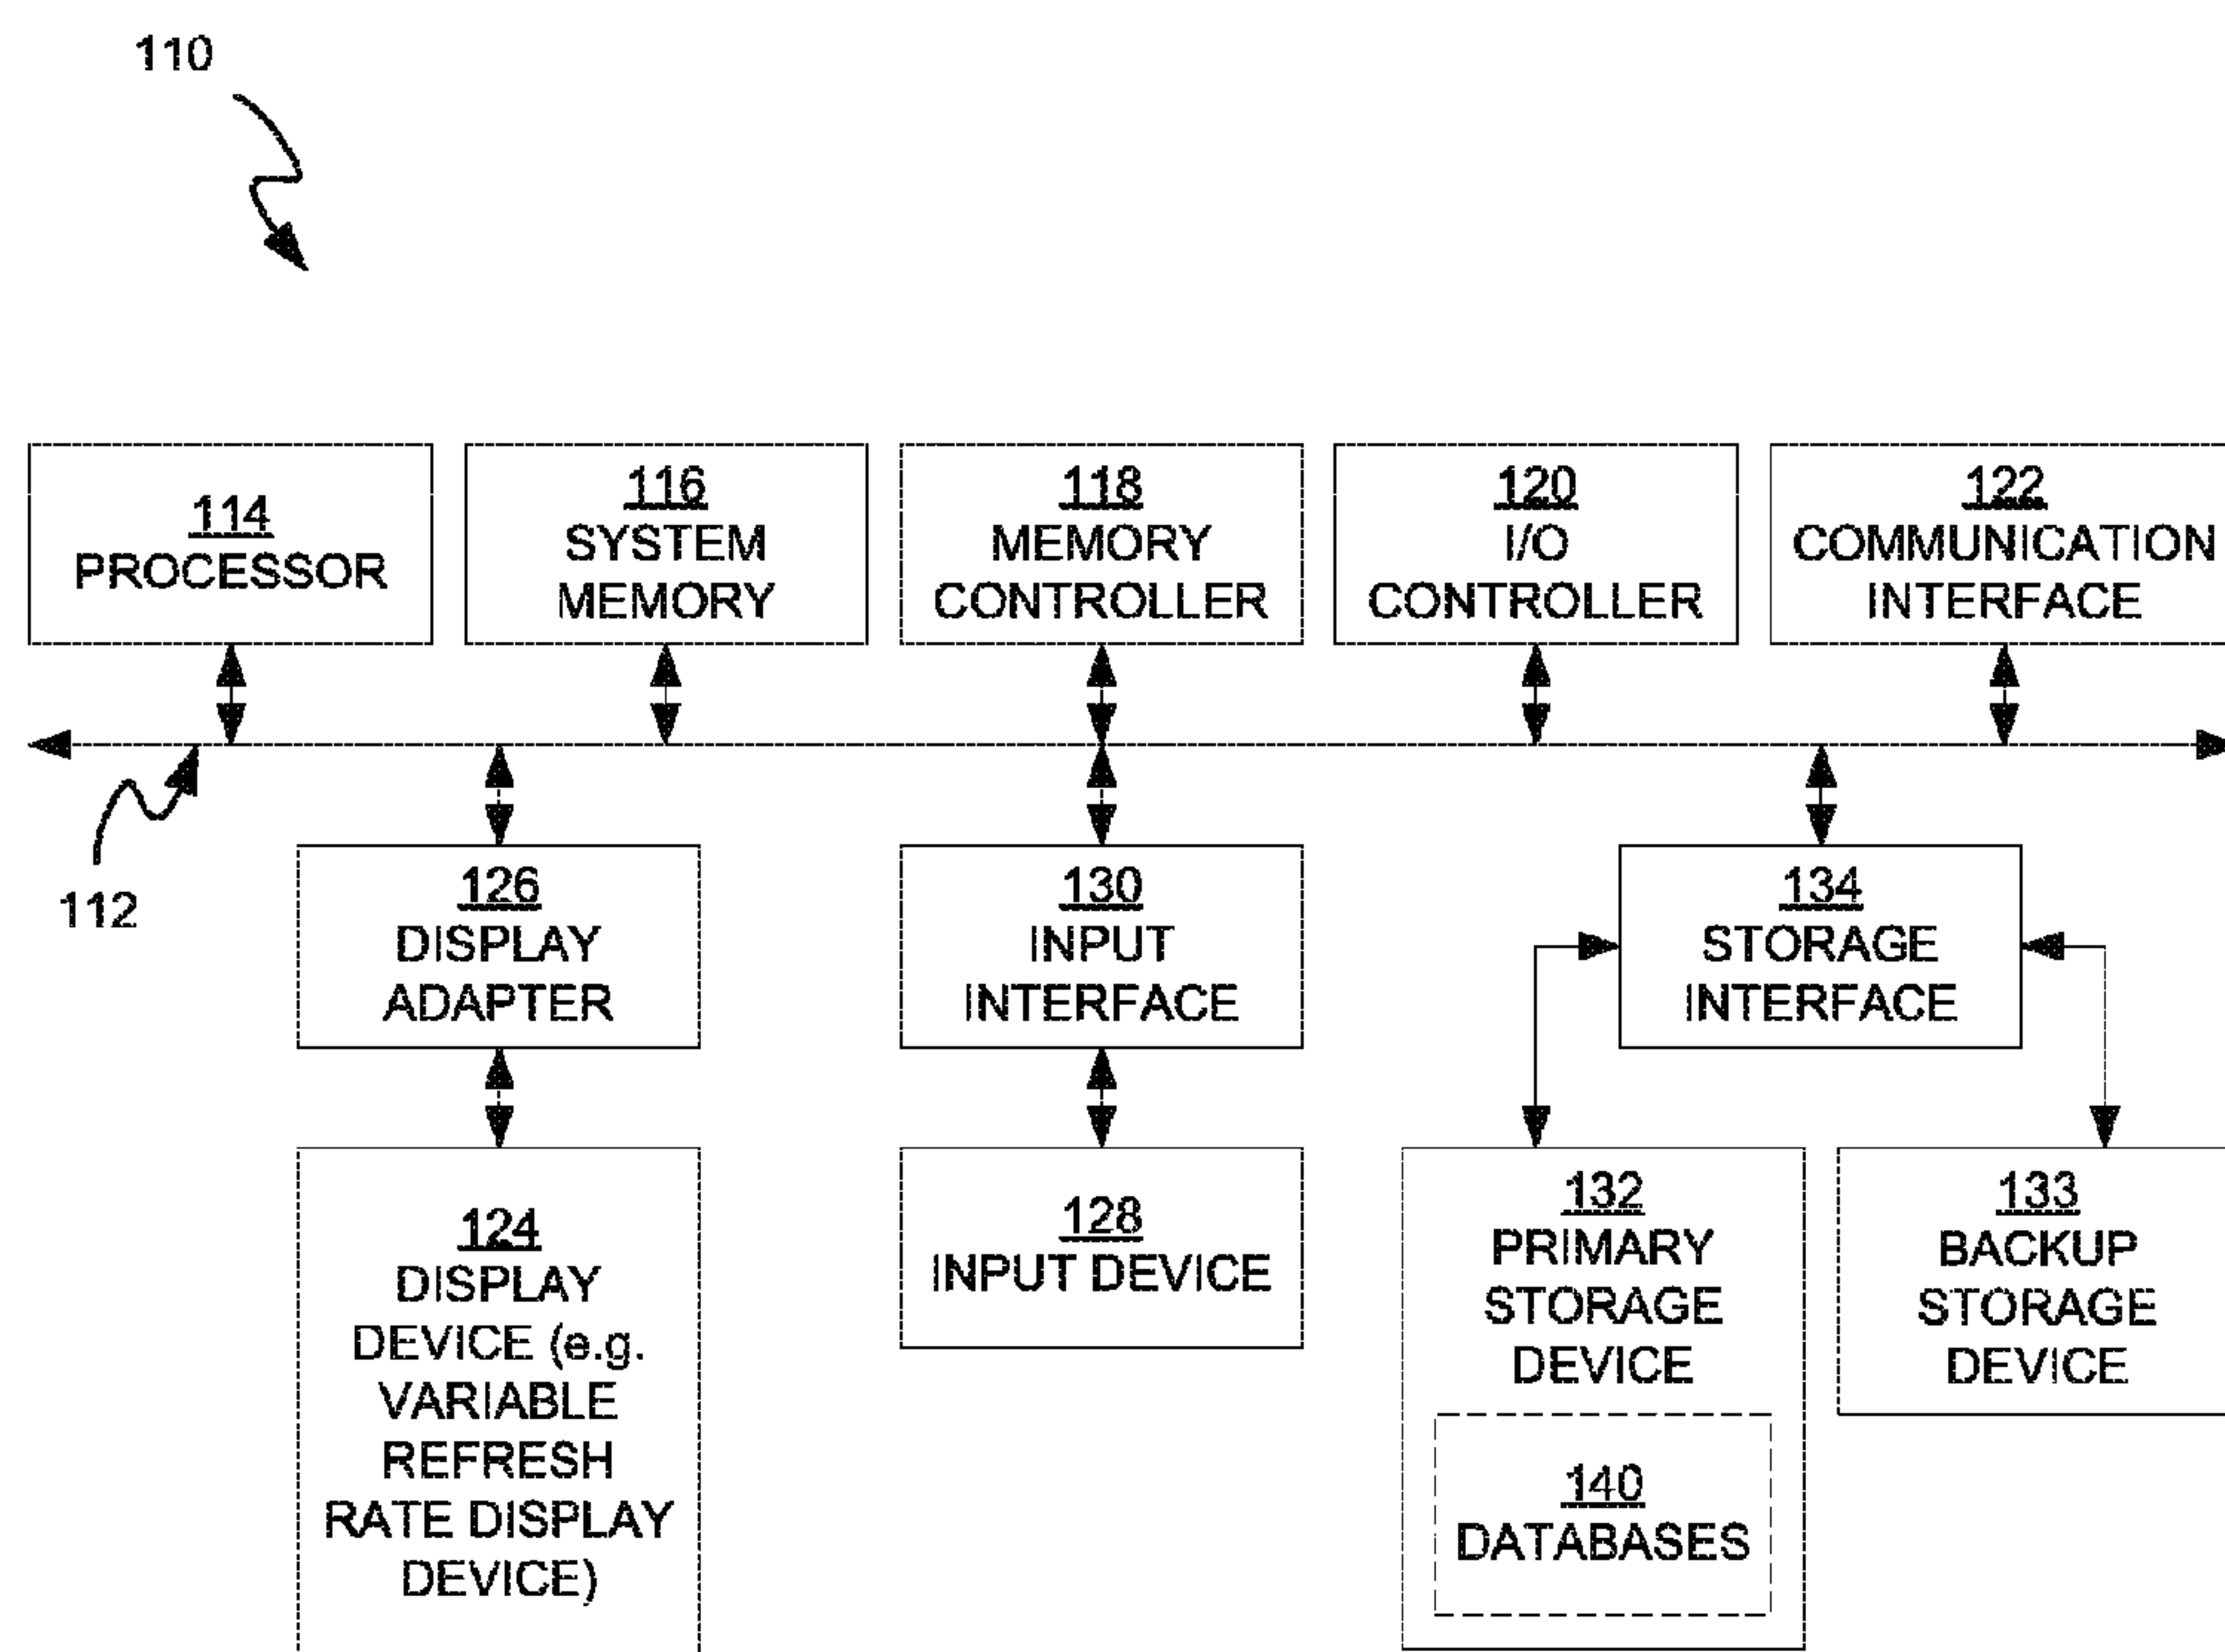 110
114
PROCESSOR
116
SYSTEM
MEMORY
118
MEMORY
CONTROLLER
120
I/O
CONTROLLER
122
COMMUNICATION
INTERFACE
112
126
DISPLAY
ADAPTER
130
INPUT
INTERFACE
134
STORAGE
INTERFACE
124
DISPLAY
DEVICE (e.g.
VARIABLE
REFRESH
RATE DISPLAY
DEVICE)
128
INPUT DEVICE
132
PRIMARY
STORAGE
DEVICE
140
DATABASES
133
BACKUP
STORAGE
DEVICE